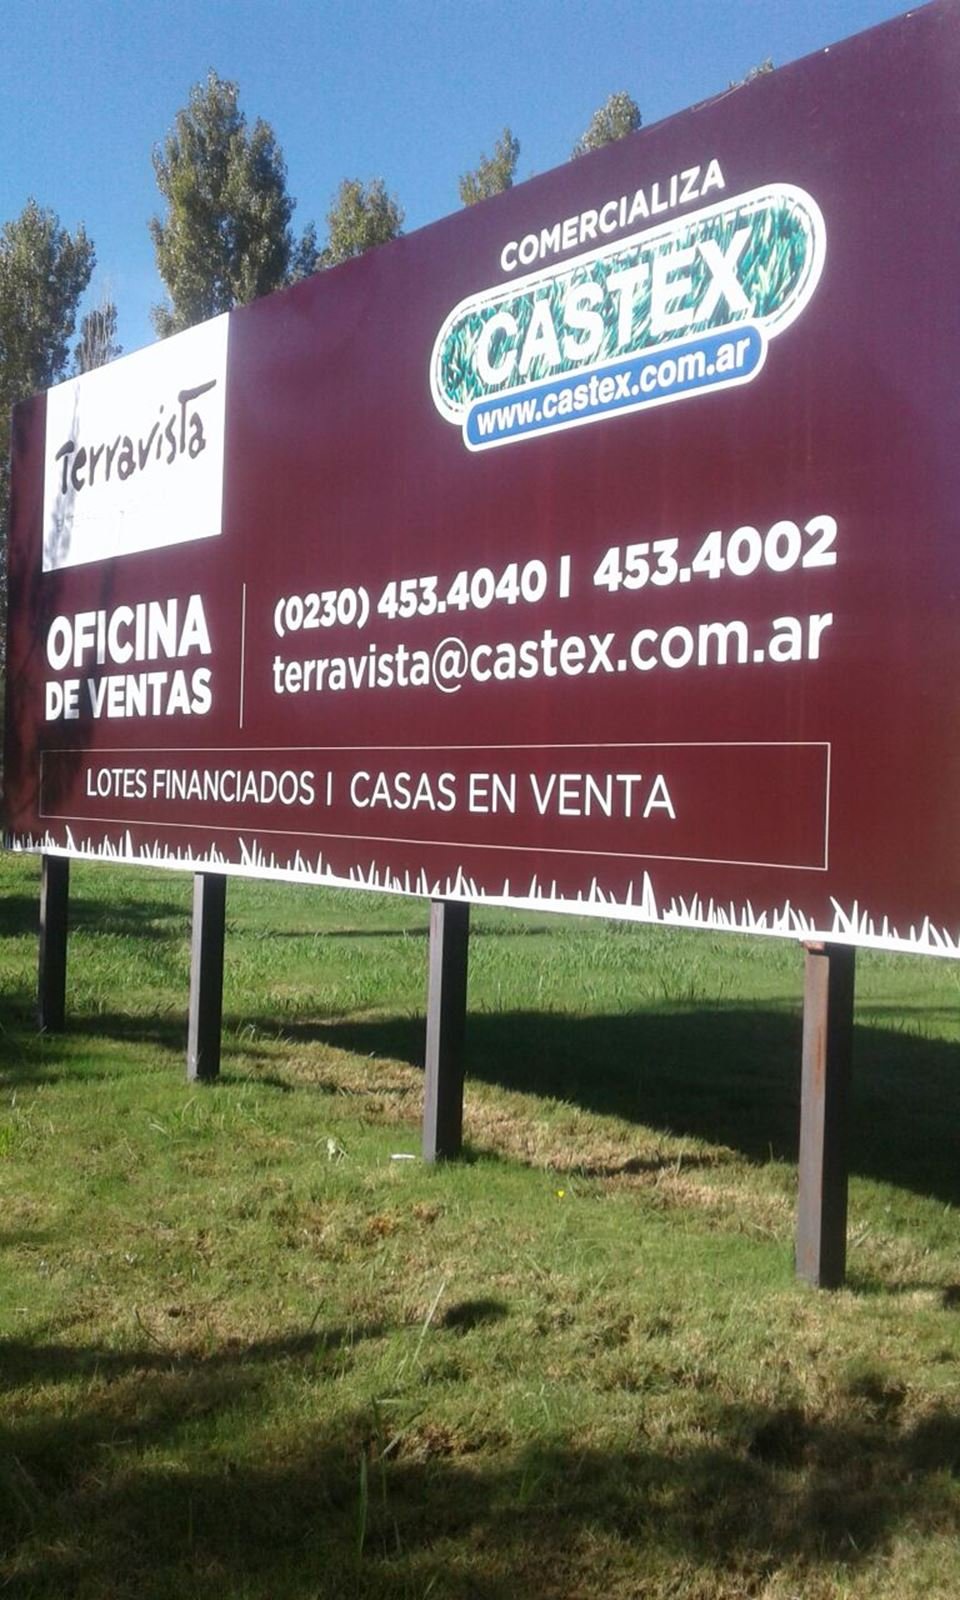 COMERCIALIZA
CASTEX
www.castex.com.ar
Terravista
OFICINA
DE VENTAS
(0230) 453.4040 I 453.4002
terravista@castex.com.ar
LOTES FINANCIADOS I CASAS EN VENTA